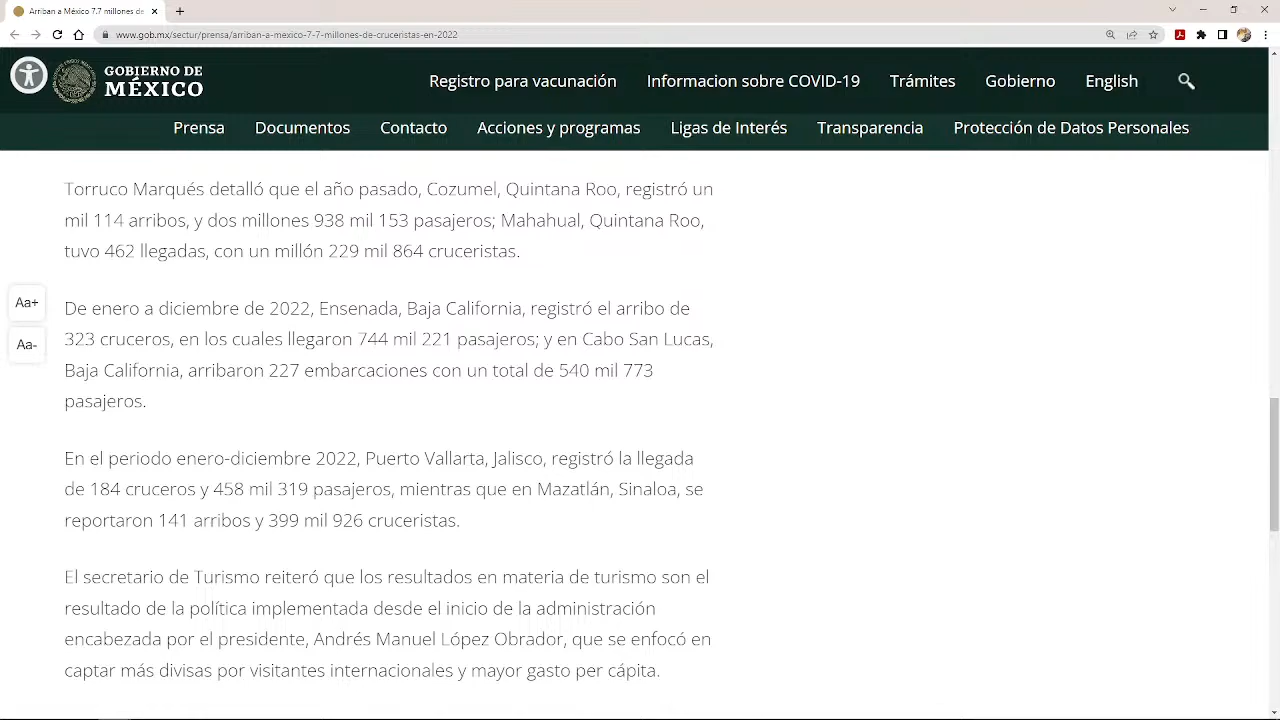 Arriban a México 7.7 millones de
www.gob.mx/sectur/prensa/arriban-a-mexico-7-7-millones-de-cruceristas-en-2022
GOBIERNO DE
MÉXICO
Registro para vacunación
Informacion sobre COVID-19
Trámites
Gobierno
English
Prensa
Documentos
Contacto
Acciones y programas
Ligas de Interés
Transparencia
Protección de Datos Personales
Torruco Marqués detalló que el año pasado, Cozumel, Quintana Roo, registró un
mil 114 arribos, y dos millones 938 mil 153 pasajeros; Mahahual, Quintana Roo,
tuvo 462 llegadas, con un millón 229 mil 864 cruceristas.
Aa+
De enero a diciembre de 2022, Ensenada, Baja California, registró el arribo de
323 cruceros, en los cuales llegaron 744 mil 221 pasajeros; y en Cabo San Lucas,
Aa-
Baja California, arribaron 227 embarcaciones con un total de 540 mil 773
pasajeros.
En el periodo enero-diciembre 2022, Puerto Vallarta, Jalisco, registró la llegada
de 184 cruceros y 458 mil 319 pasajeros, mientras que en Mazatlán, Sinaloa, se
reportaron 141 arribos y 399 mil 926 cruceristas.
El secretario de Turismo reiteró que los resultados en materia de turismo son el
resultado de la política implementada desde el inicio de la administración
encabezada por el presidente, Andrés Manuel López Obrador, que se enfocó en
captar más divisas por visitantes internacionales y mayor gasto per cápita.